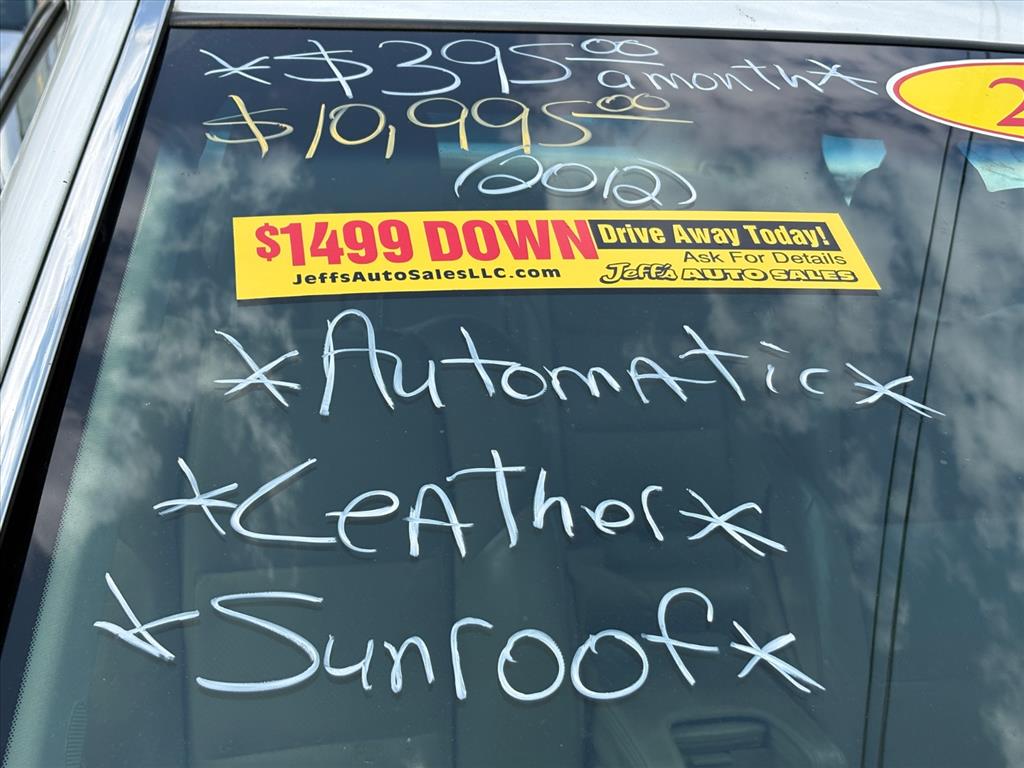 *$395.00 a month*
$10,995.00
(2012)
$1499 DOWN Drive Away Today!
Ask For Details
JeffsAutoSalesLLC.com Jeff's AUTO SALES
*Automatic*
*Leather*
*Sunroof*
2